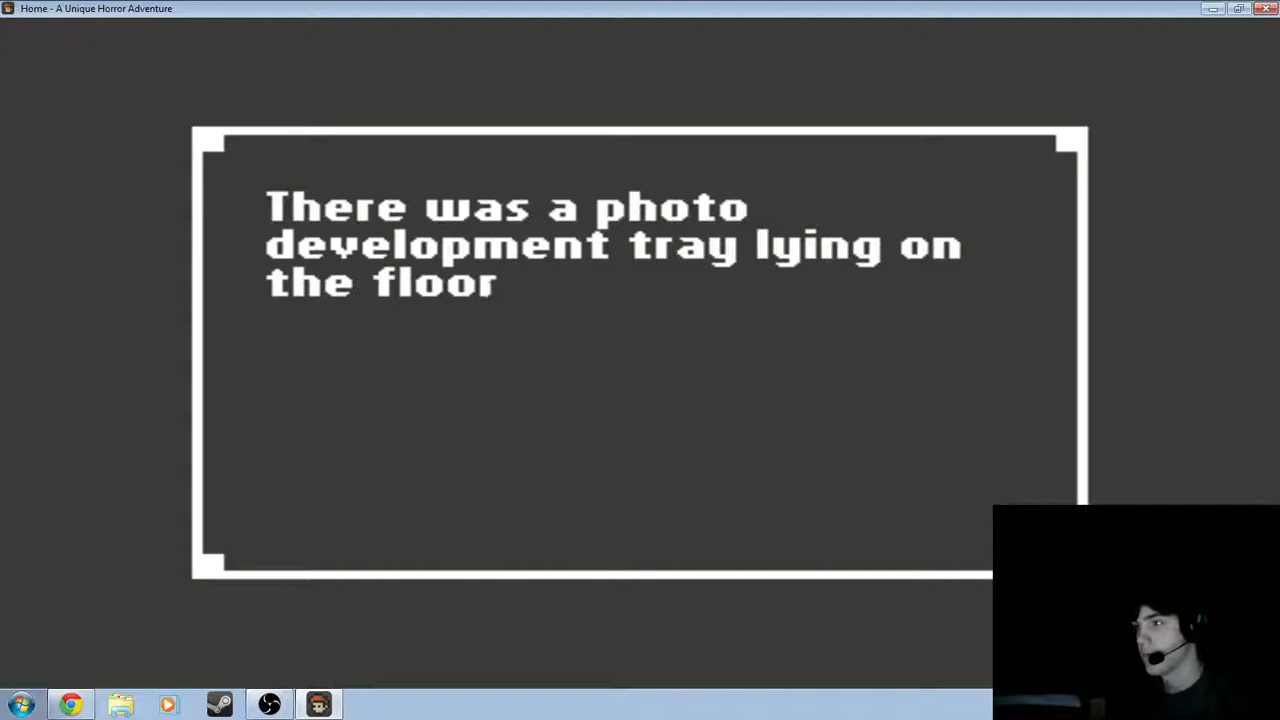 Home - A Unique Horror Adventure
There was a photo
development tray lying on
the floor